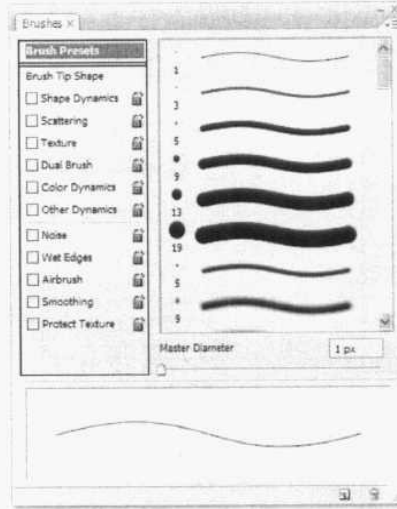 Brushes ×
Brush Presets
Brush Tip Shape
Shape Dynamics
Scattering
Texture
Dual Brush
Color Dynamics
Other Dynamics
Noise
Wet Edges
Airbrush
Smoothing
Protect Texture
1
3
5
9
13
19
5
9
Master Diameter
1 px